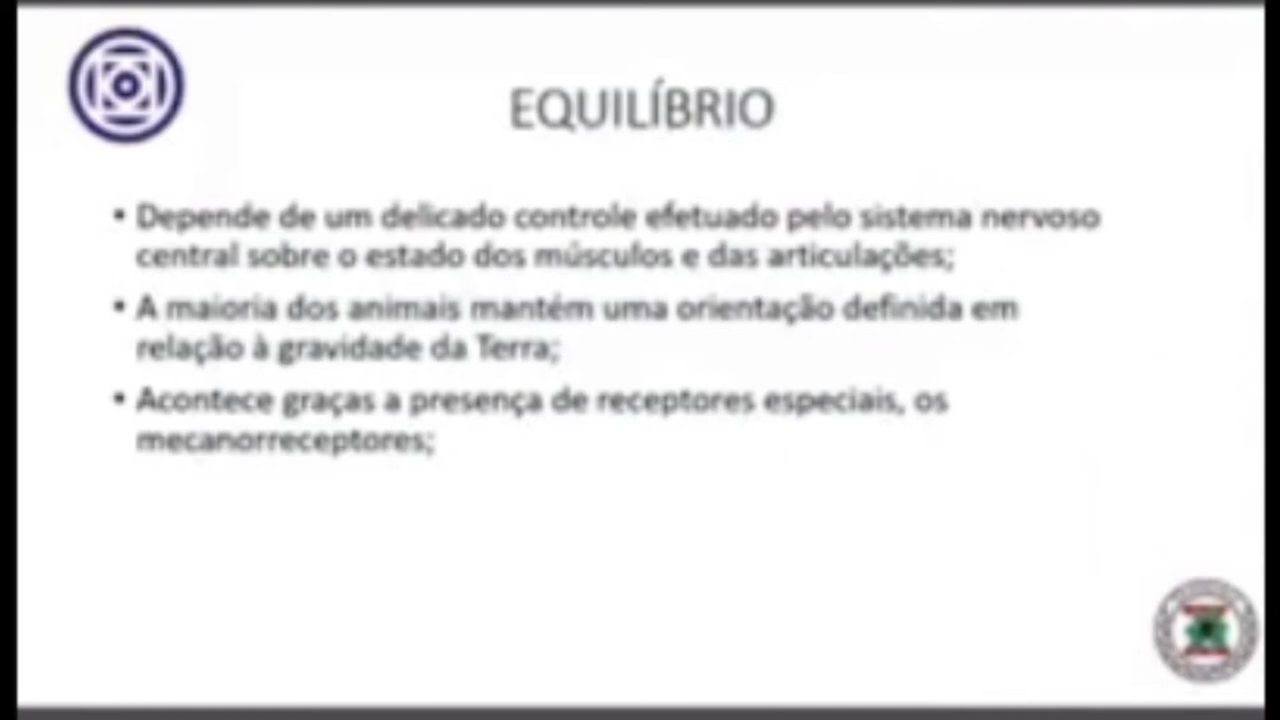 EQUILÍBRIO
• Depende de um delicado controle efetuado pelo sistema nervoso
central sobre o estado dos músculos e das articulações;
• A maioria dos animais mantém uma orientação definida em
relação à gravidade da Terra;
• Acontece graças a presença de receptores especiais, os
mecanorreceptores;